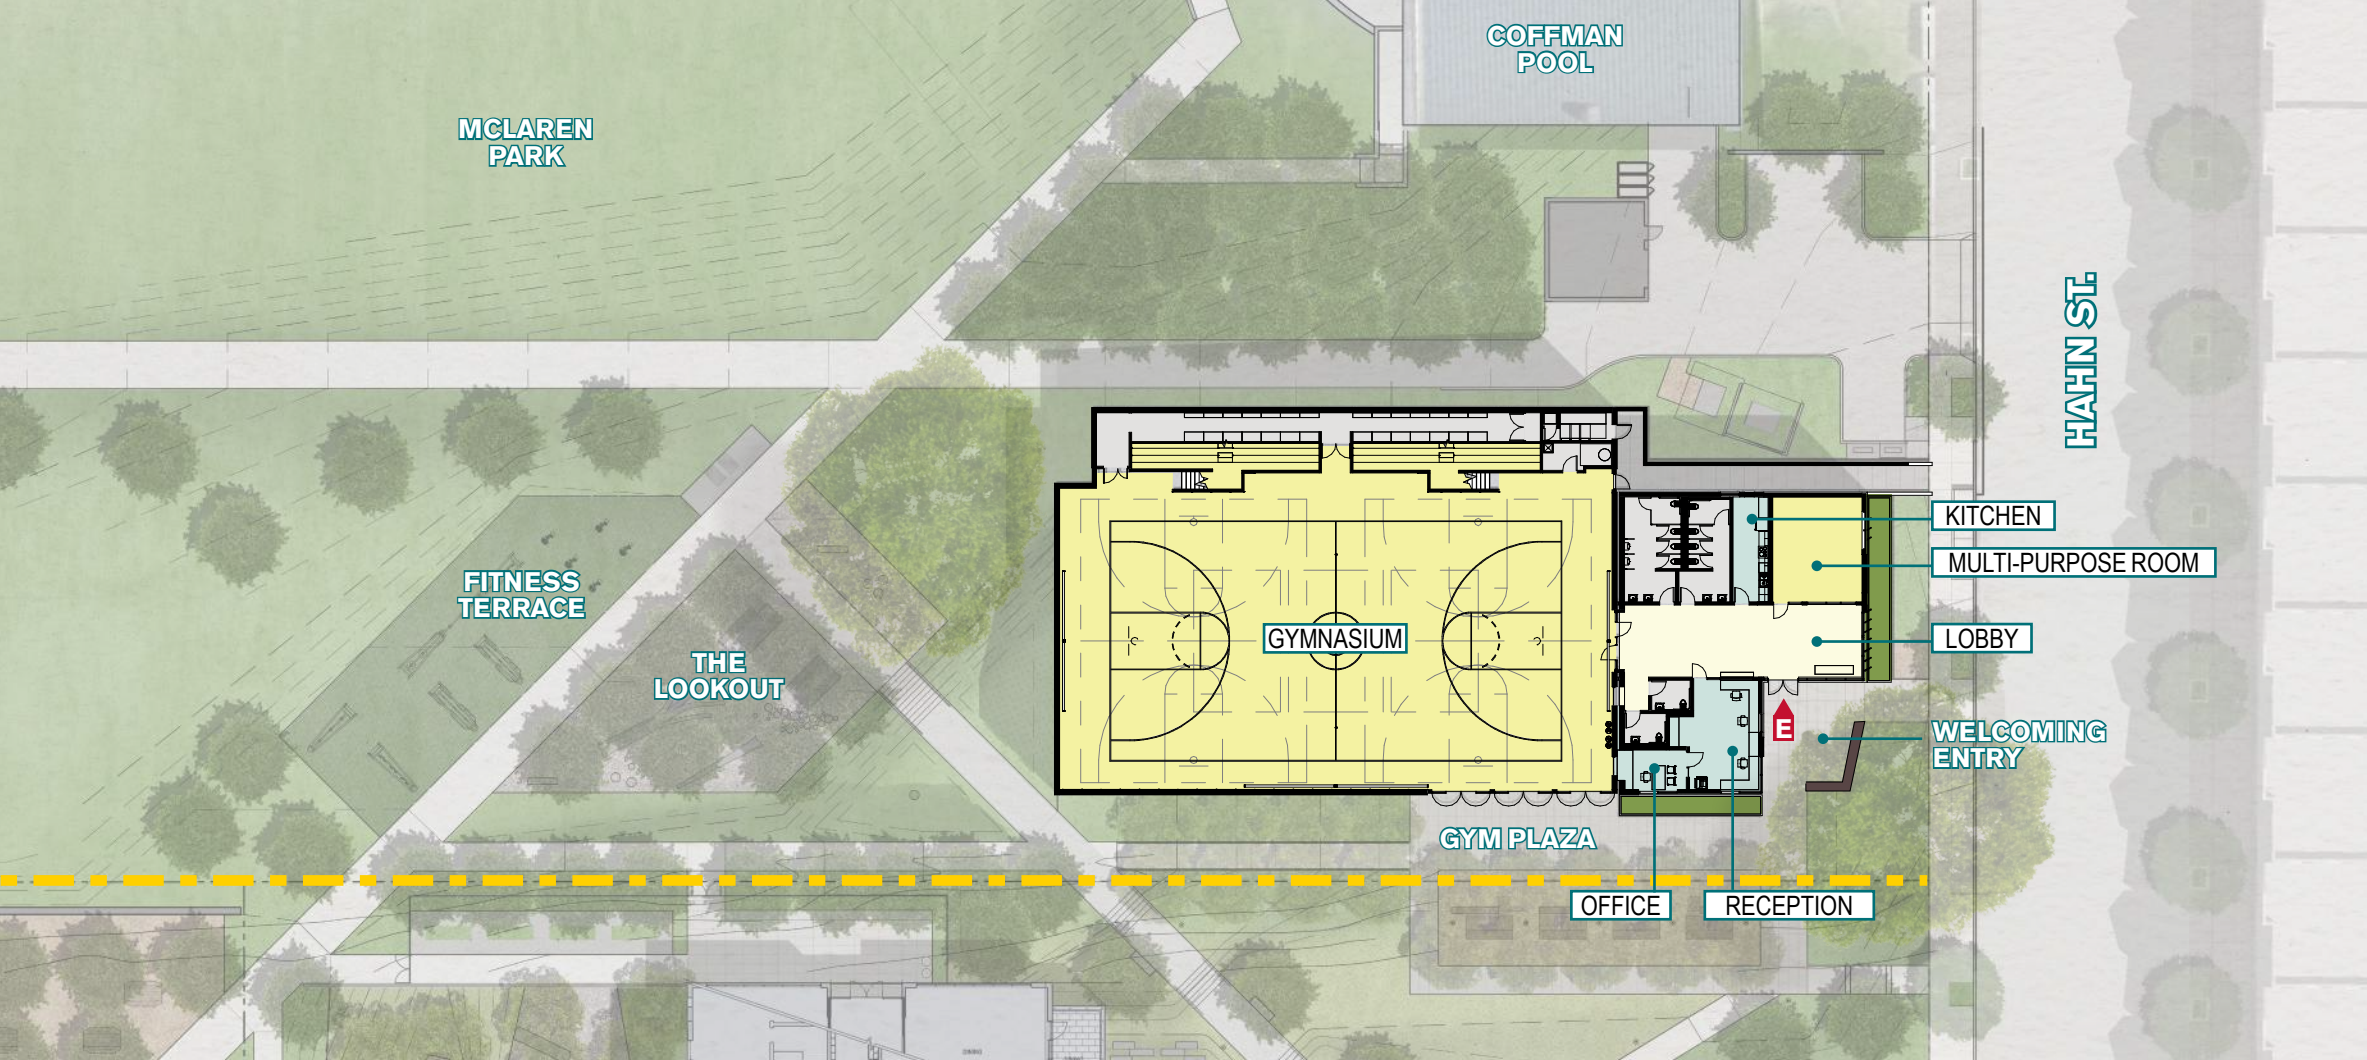 COFFMAN
POOL
MCLAREN
PARK
HAHN ST.
KITCHEN
MULTI-PURPOSE ROOM
FITNESS
TERRACE
GYMNASIUM
LOBBY
THE
LOOKOUT
E
WELCOMING
ENTRY
GYM PLAZA
OFFICE
RECEPTION